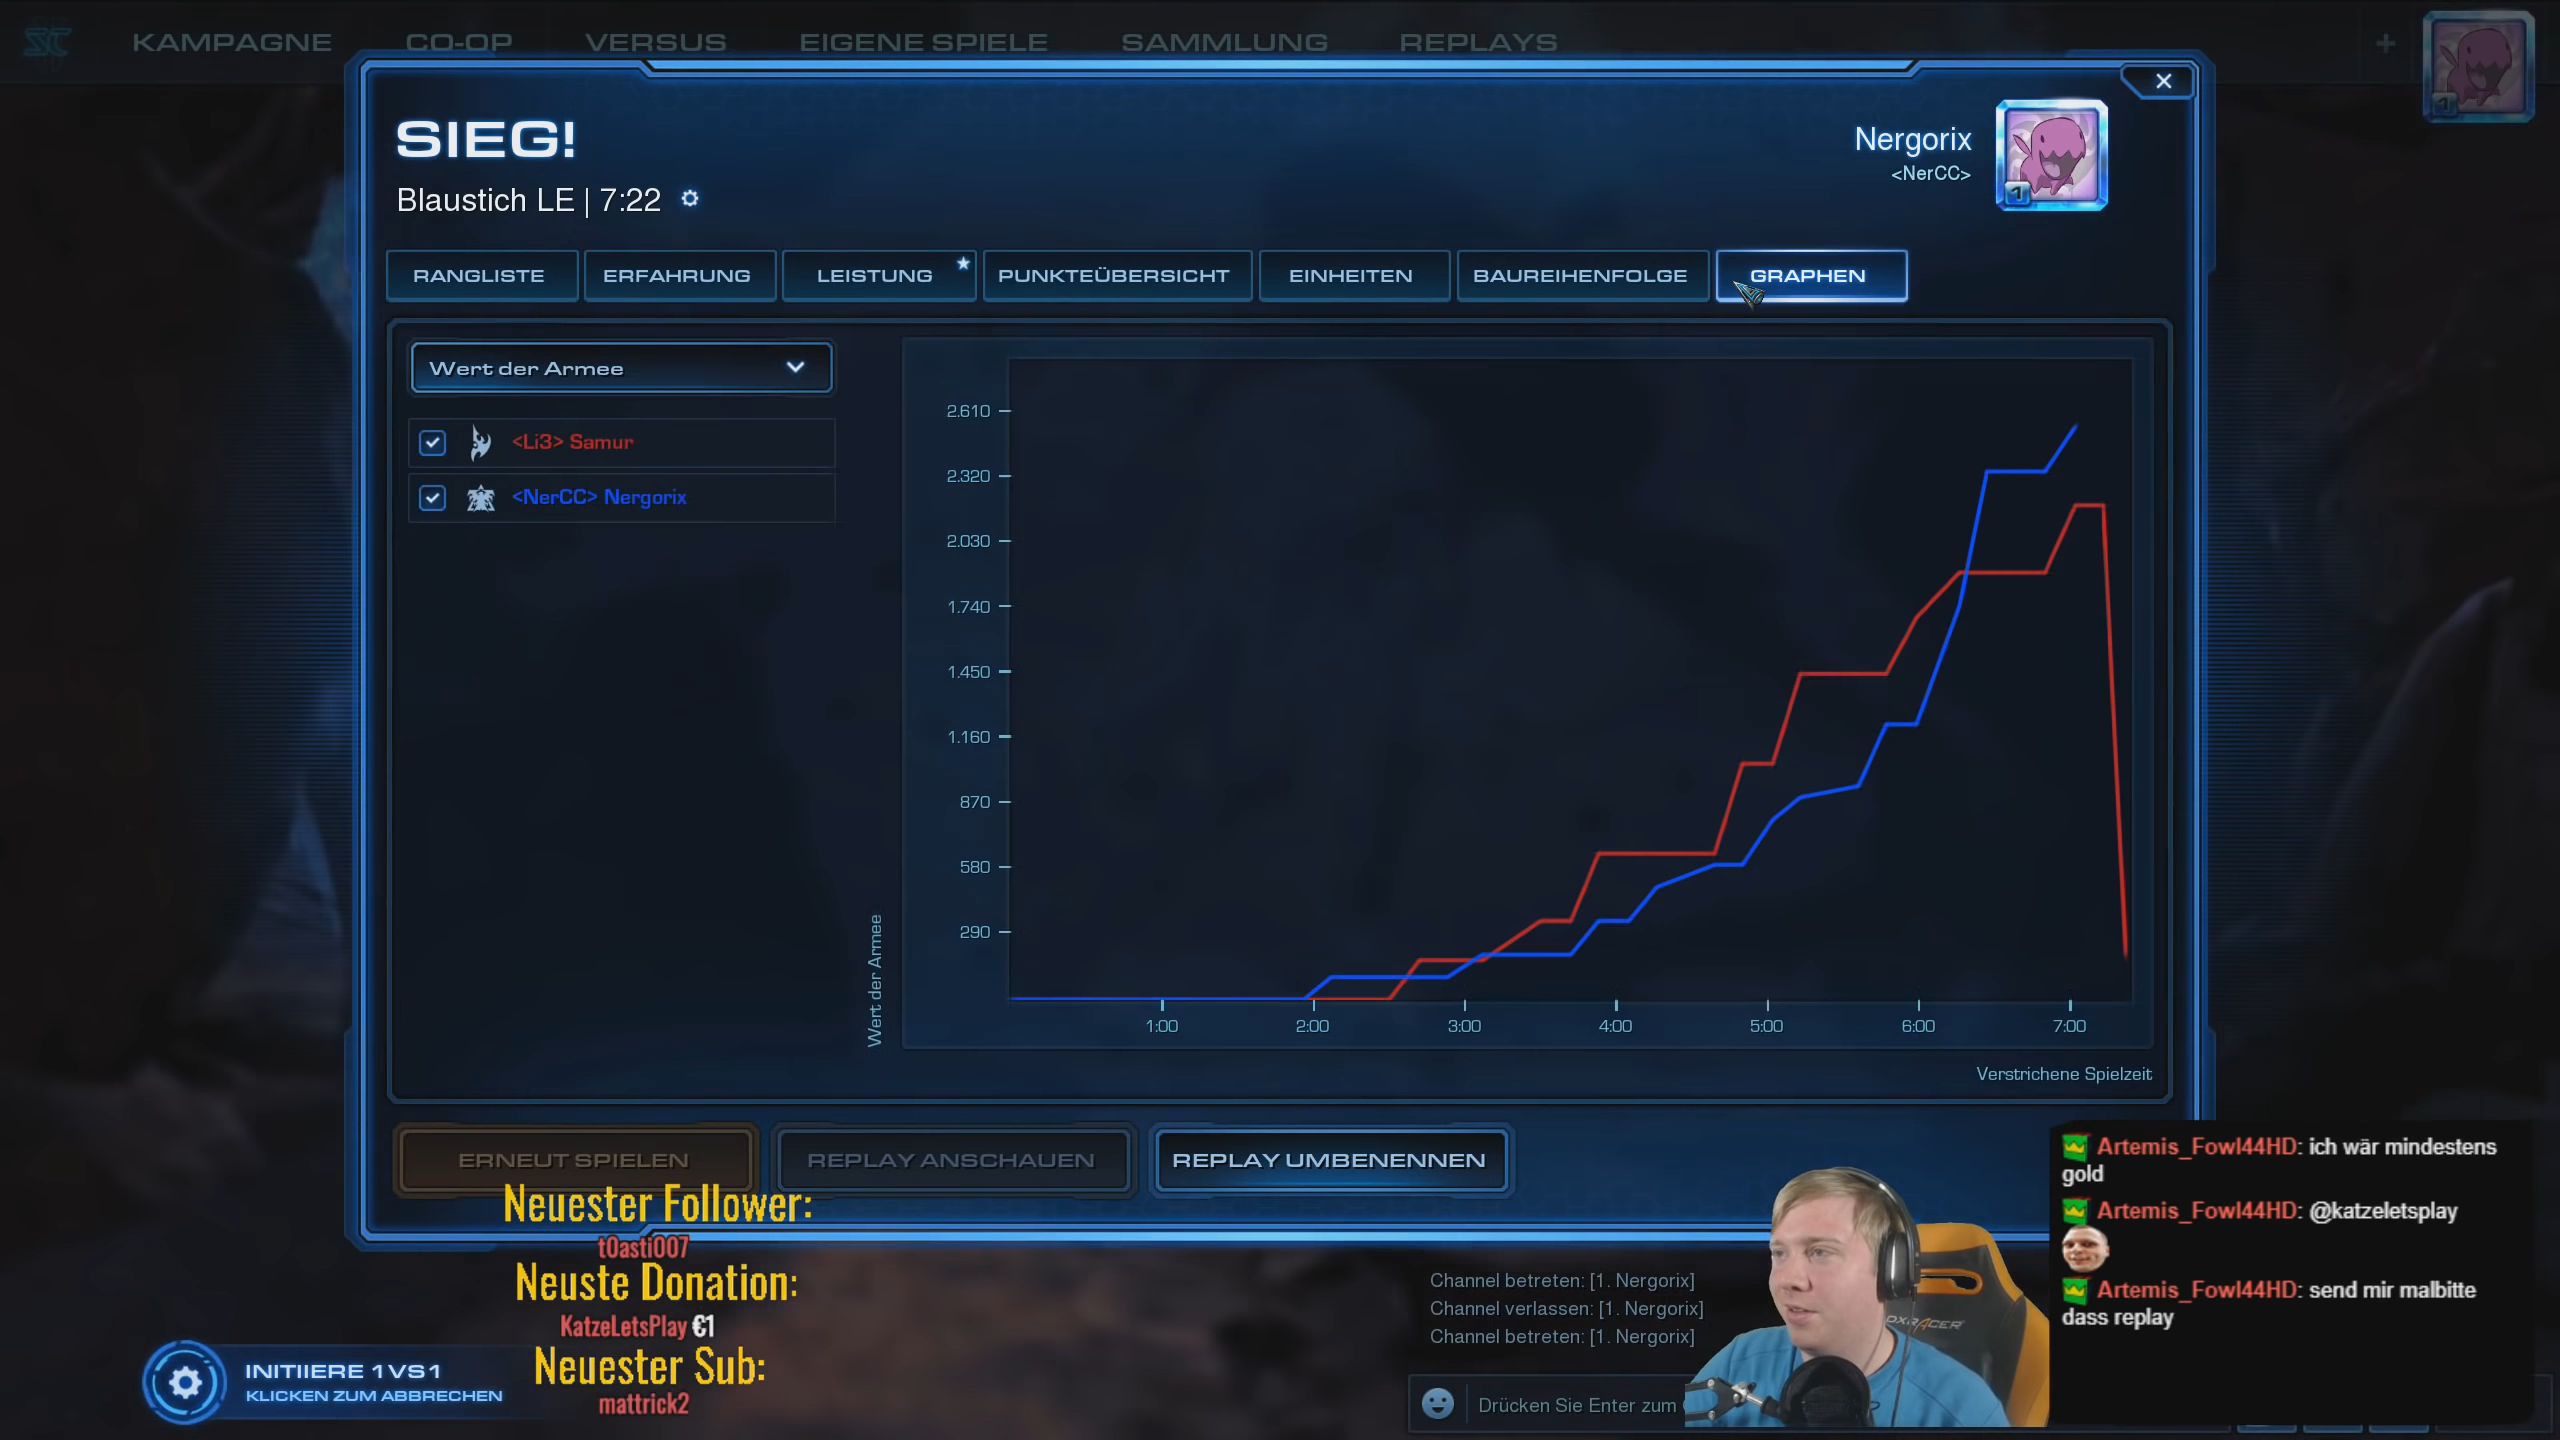 KAMPAGNE
CO-OP
VERSUS
EIGENE SPIELE
SAMMLUNG
REPLAYS
SIEG!
Blaustich LE | 7:22
Nergorix
<NerCC>
1
1
RANGLISTE
ERFAHRUNG
LEISTUNG
PUNKTEÜBERSICHT
EINHEITEN
BAUREIHENFOLGE
GRAPHEN
Wert der Armee
<Li3> Samur
<NerCC> Nergorix
2.610
2.320
2.030
1.740
1.450
1.160
870
580
290
Wert der Armee
1:00
2:00
3:00
4:00
5:00
6:00
7:00
Verstrichene Spielzeit
ERNEUT SPIELEN
REPLAY ANSCHAUEN
REPLAY UMBENENNEN
Neuester Follower:
t0asti007
Neuste Donation:
KatzeLetsPlay €1
Neuester Sub:
mattrick2
INITIIERE 1VS1
KLICKEN ZUM ABBRECHEN
Channel betreten: [1. Nergorix]
Channel verlassen: [1. Nergorix]
Channel betreten: [1. Nergorix]
Drücken Sie Enter zum
DXRACER
Artemis_Fowl44HD: ich wär mindestens
gold
Artemis_Fowl44HD: @katzeletsplay
Artemis_Fowl44HD: send mir malbitte
dass replay